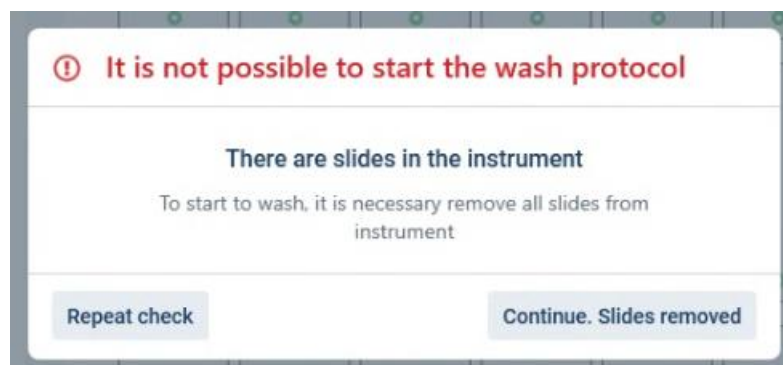 It is not possible to start the wash protocol
There are slides in the instrument
To start to wash, it is necessary remove all slides from
instrument
Repeat check
Continue. Slides removed